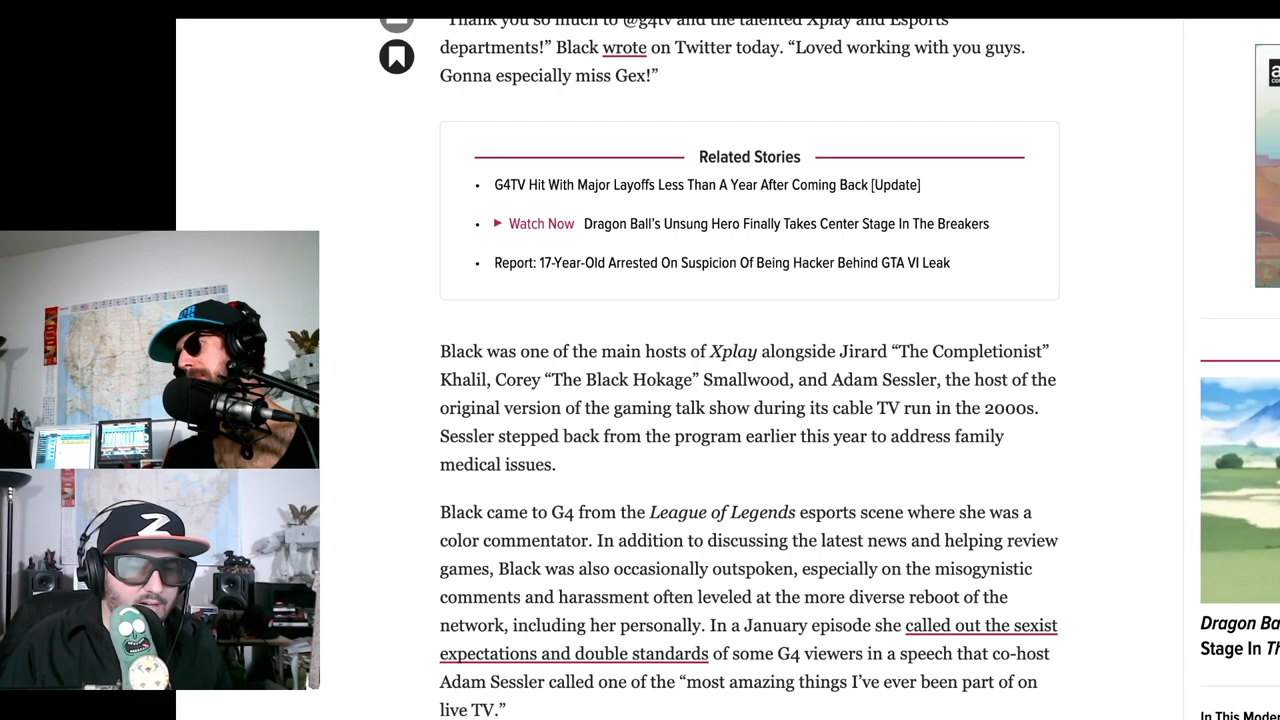 "Thank you so much to @g4tv and the talented Xplay and Esports
departments!" Black wrote on Twitter today. "Loved working with you guys.
Gonna especially miss Gex!"
Related Stories
• G4TV Hit With Major Layoffs Less Than A Year After Coming Back [Update]
• Watch Now Dragon Ball's Unsung Hero Finally Takes Center Stage In The Breakers
• Report: 17-Year-Old Arrested On Suspicion Of Being Hacker Behind GTA VI Leak
Black was one of the main hosts of Xplay alongside Jirard "The Completionist"
Khalil, Corey "The Black Hokage" Smallwood, and Adam Sessler, the host of the
original version of the gaming talk show during its cable TV run in the 2000s.
Sessler stepped back from the program earlier this year to address family
medical issues.
Black came to G4 from the League of Legends esports scene where she was a
color commentator. In addition to discussing the latest news and helping review
games, Black was also occasionally outspoken, especially on the misogynistic
comments and harassment often leveled at the more diverse reboot of the
network, including her personally. In a January episode she called out the sexist
expectations and double standards of some G4 viewers in a speech that co-host
Adam Sessler called one of the "most amazing things I've ever been part of on
live TV."
Dragon Ba
Stage In Th
In This Mode
Z